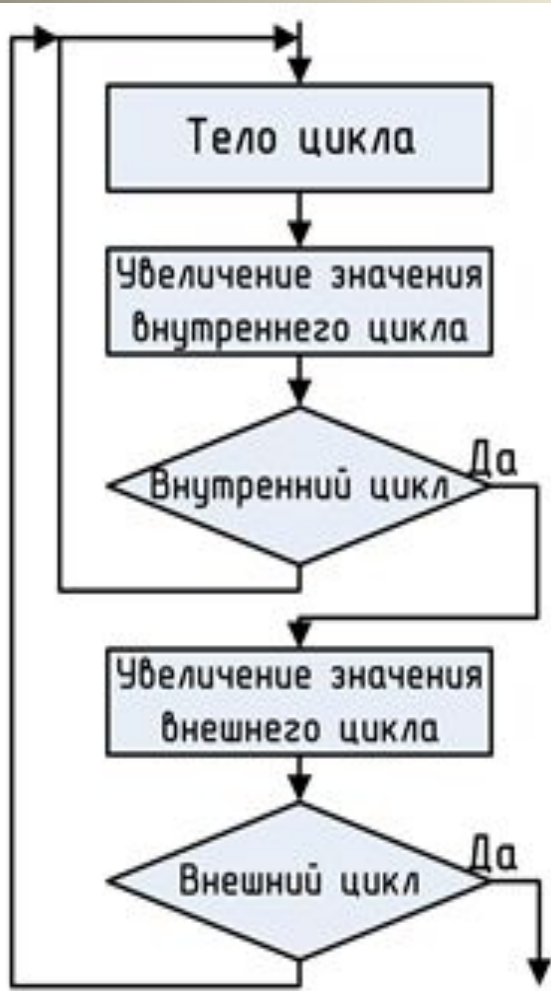 Тело цикла
Увеличение значения
внутреннего цикла
Внутренний цикл
Да
Увеличение значения
внешнего цикла
Внешний цикл
Да